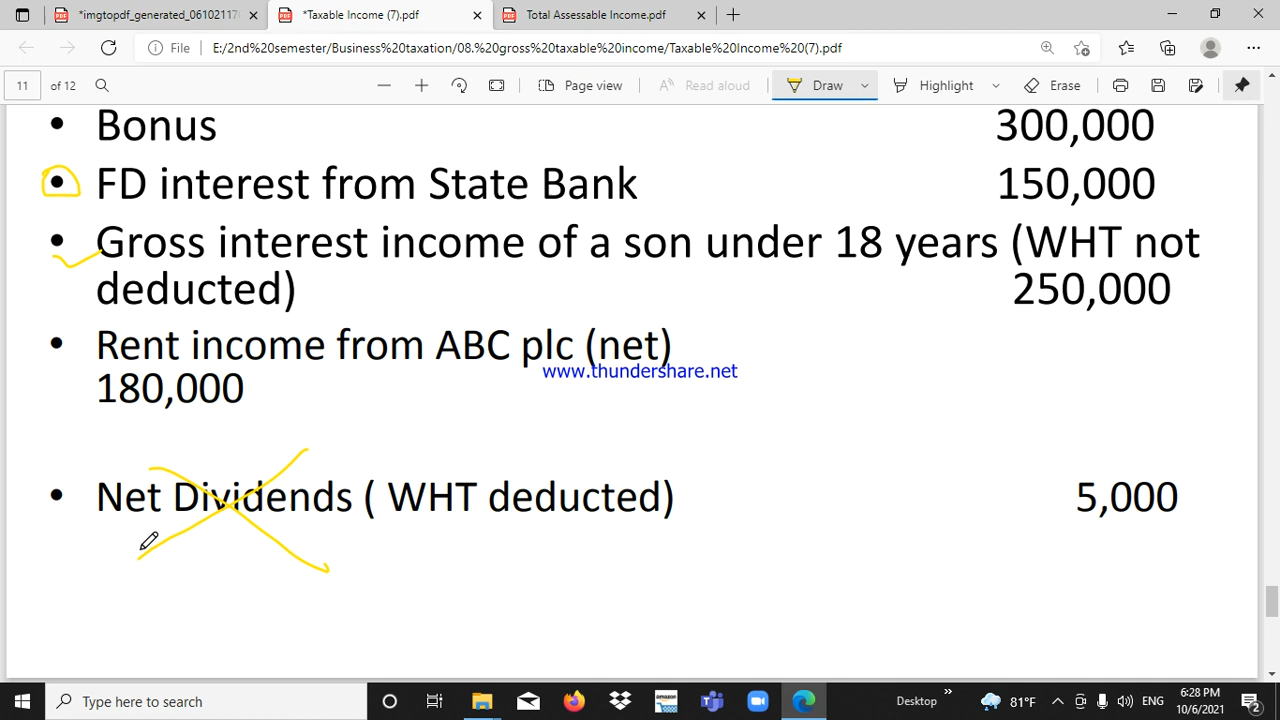 *imgtopdf_generated_061021170
*Taxable Income (7).pdf
Total Assessable Income.pdf
File
E:/2nd%20semester/Business%20taxation/08.%20gross%20taxable%20income/Taxable%20Income%20(7).pdf
11 of 12
Page view
Read aloud
Draw
Highlight
Erase
• Bonus 300,000
• FD interest from State Bank 150,000
• Gross interest income of a son under 18 years (WHT not
deducted) 250,000
• Rent income from ABC plc (net)
www.thundershare.net
180,000
• Net Dividends ( WHT deducted) 5,000
Type here to search
amazon
Desktop
81°F
ENG
6:28 PM
10/6/2021
2